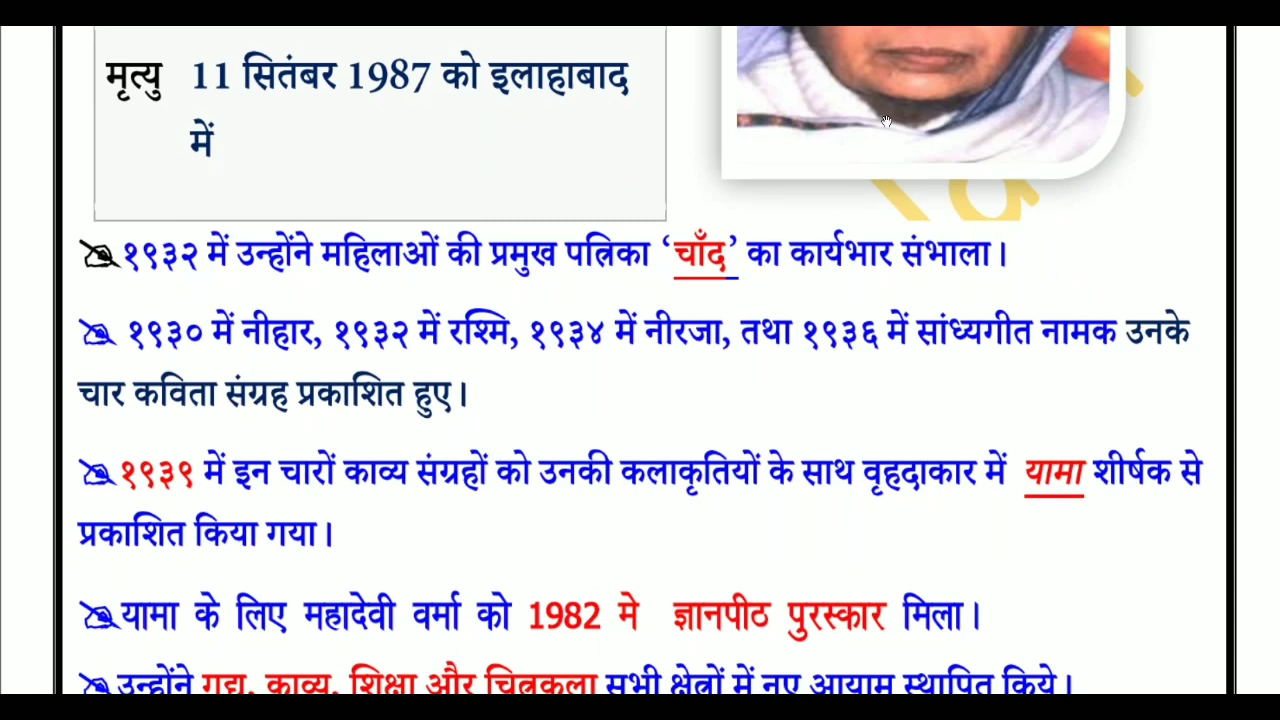 मृत्यु 11 सितंबर 1987 को इलाहाबाद
में
१९३२ में उन्होंने महिलाओं की प्रमुख पत्रिका ‘चाँद’ का कार्यभार संभाला।
१९३० में नीहार, १९३२ में रश्मि, १९३४ में नीरजा, तथा १९३६ में सांध्यगीत नामक उनके
चार कविता संग्रह प्रकाशित हुए।
१९३९ में इन चारों काव्य संग्रहों को उनकी कलाकृतियों के साथ वृहदाकार में यामा शीर्षक से
प्रकाशित किया गया।
यामा के लिए महादेवी वर्मा को 1982 मे ज्ञानपीठ पुरस्कार मिला।
उन्होंने गद्य, काव्य, शिक्षा और चित्रकला सभी क्षेत्रों में नए आयाम स्थापित किये।